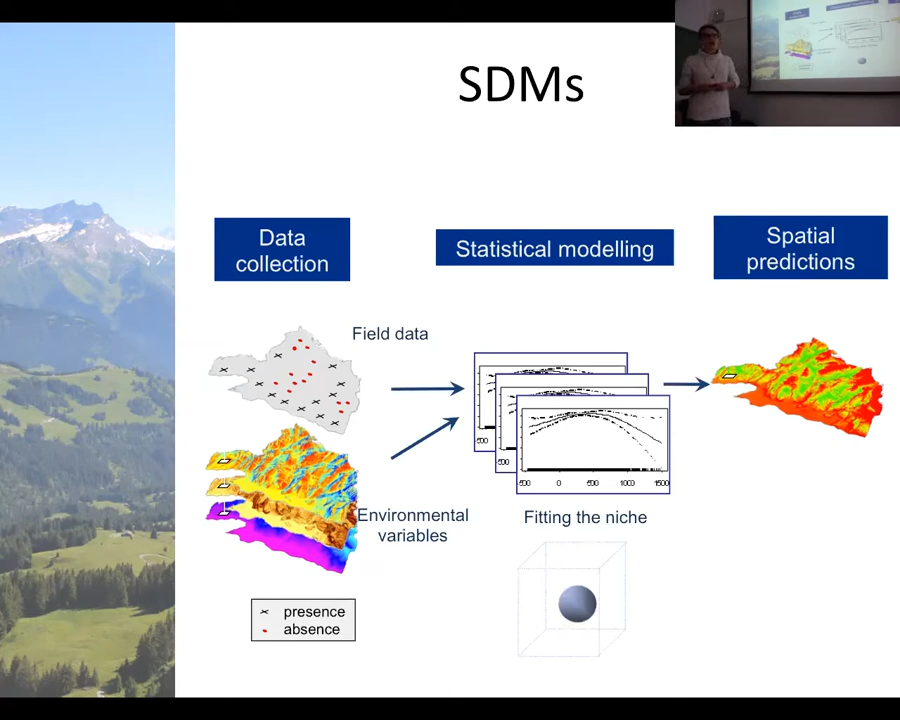 SDMs
Data
collection
Statistical modelling
Spatial
predictions
Field data
Environmental
variables
500
500
-500 0 500 1000 1500
Fitting the niche
presence
absence